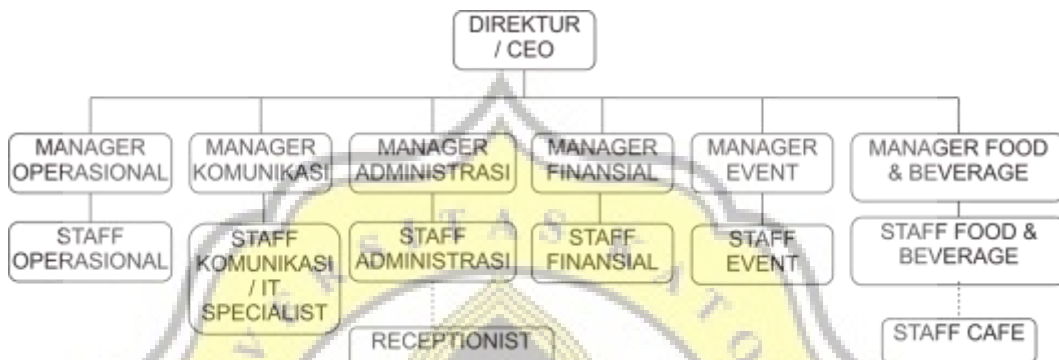 DIREKTUR
/ CEO
MANAGER
OPERASIONAL
MANAGER
KOMUNIKASI
MANAGER
ADMINISTRASI
MANAGER
FINANSIAL
MANAGER
EVENT
MANAGER FOOD
& BEVERAGE
STAFF
OPERASIONAL
STAFF
KOMUNIKASI
/ IT
SPECIALIST
STAFF
ADMINISTRASI
STAFF
FINANSIAL
STAFF
EVENT
STAFF FOOD &
BEVERAGE
RECEPTIONIST
STAFF CAFE